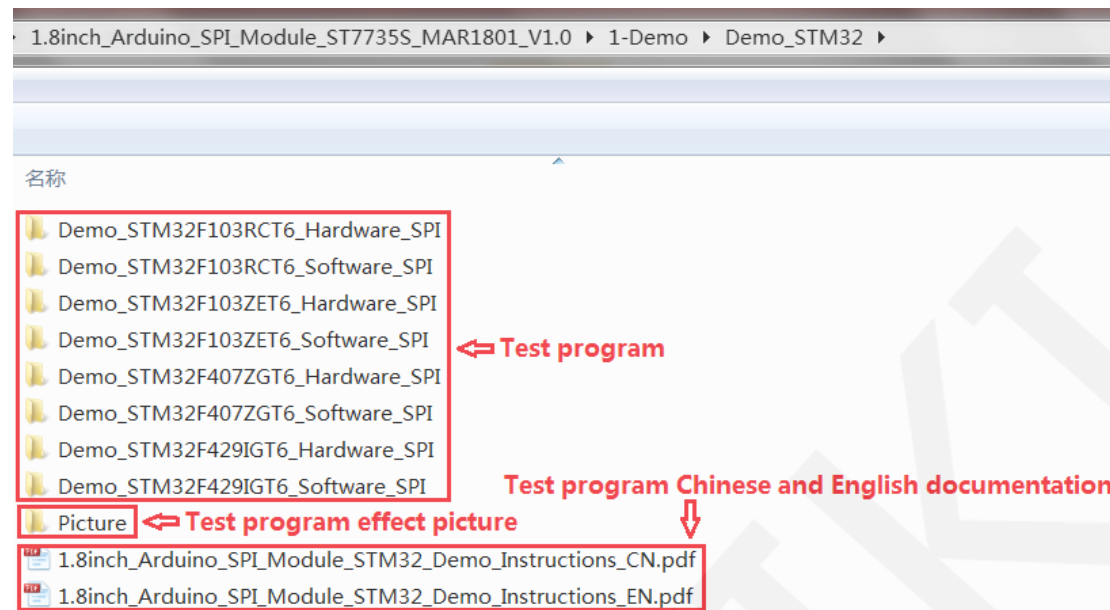 1.8inch_Arduino_SPI_Module_ST7735S_MAR1801_V1.0 ▸ 1-Demo ▸ Demo_STM32 ▸
名称
Demo_STM32F103RCT6_Hardware_SPI
Demo_STM32F103RCT6_Software_SPI
Demo_STM32F103ZET6_Hardware_SPI
Demo_STM32F103ZET6_Software_SPI
Test program
Demo_STM32F407ZGT6_Hardware_SPI
Demo_STM32F407ZGT6_Software_SPI
Demo_STM32F429IGT6_Hardware_SPI
Demo_STM32F429IGT6_Software_SPI
Test program Chinese and English documentation
Picture
Test program effect picture
1.8inch_Arduino_SPI_Module_STM32_Demo_Instructions_CN.pdf
1.8inch_Arduino_SPI_Module_STM32_Demo_Instructions_EN.pdf